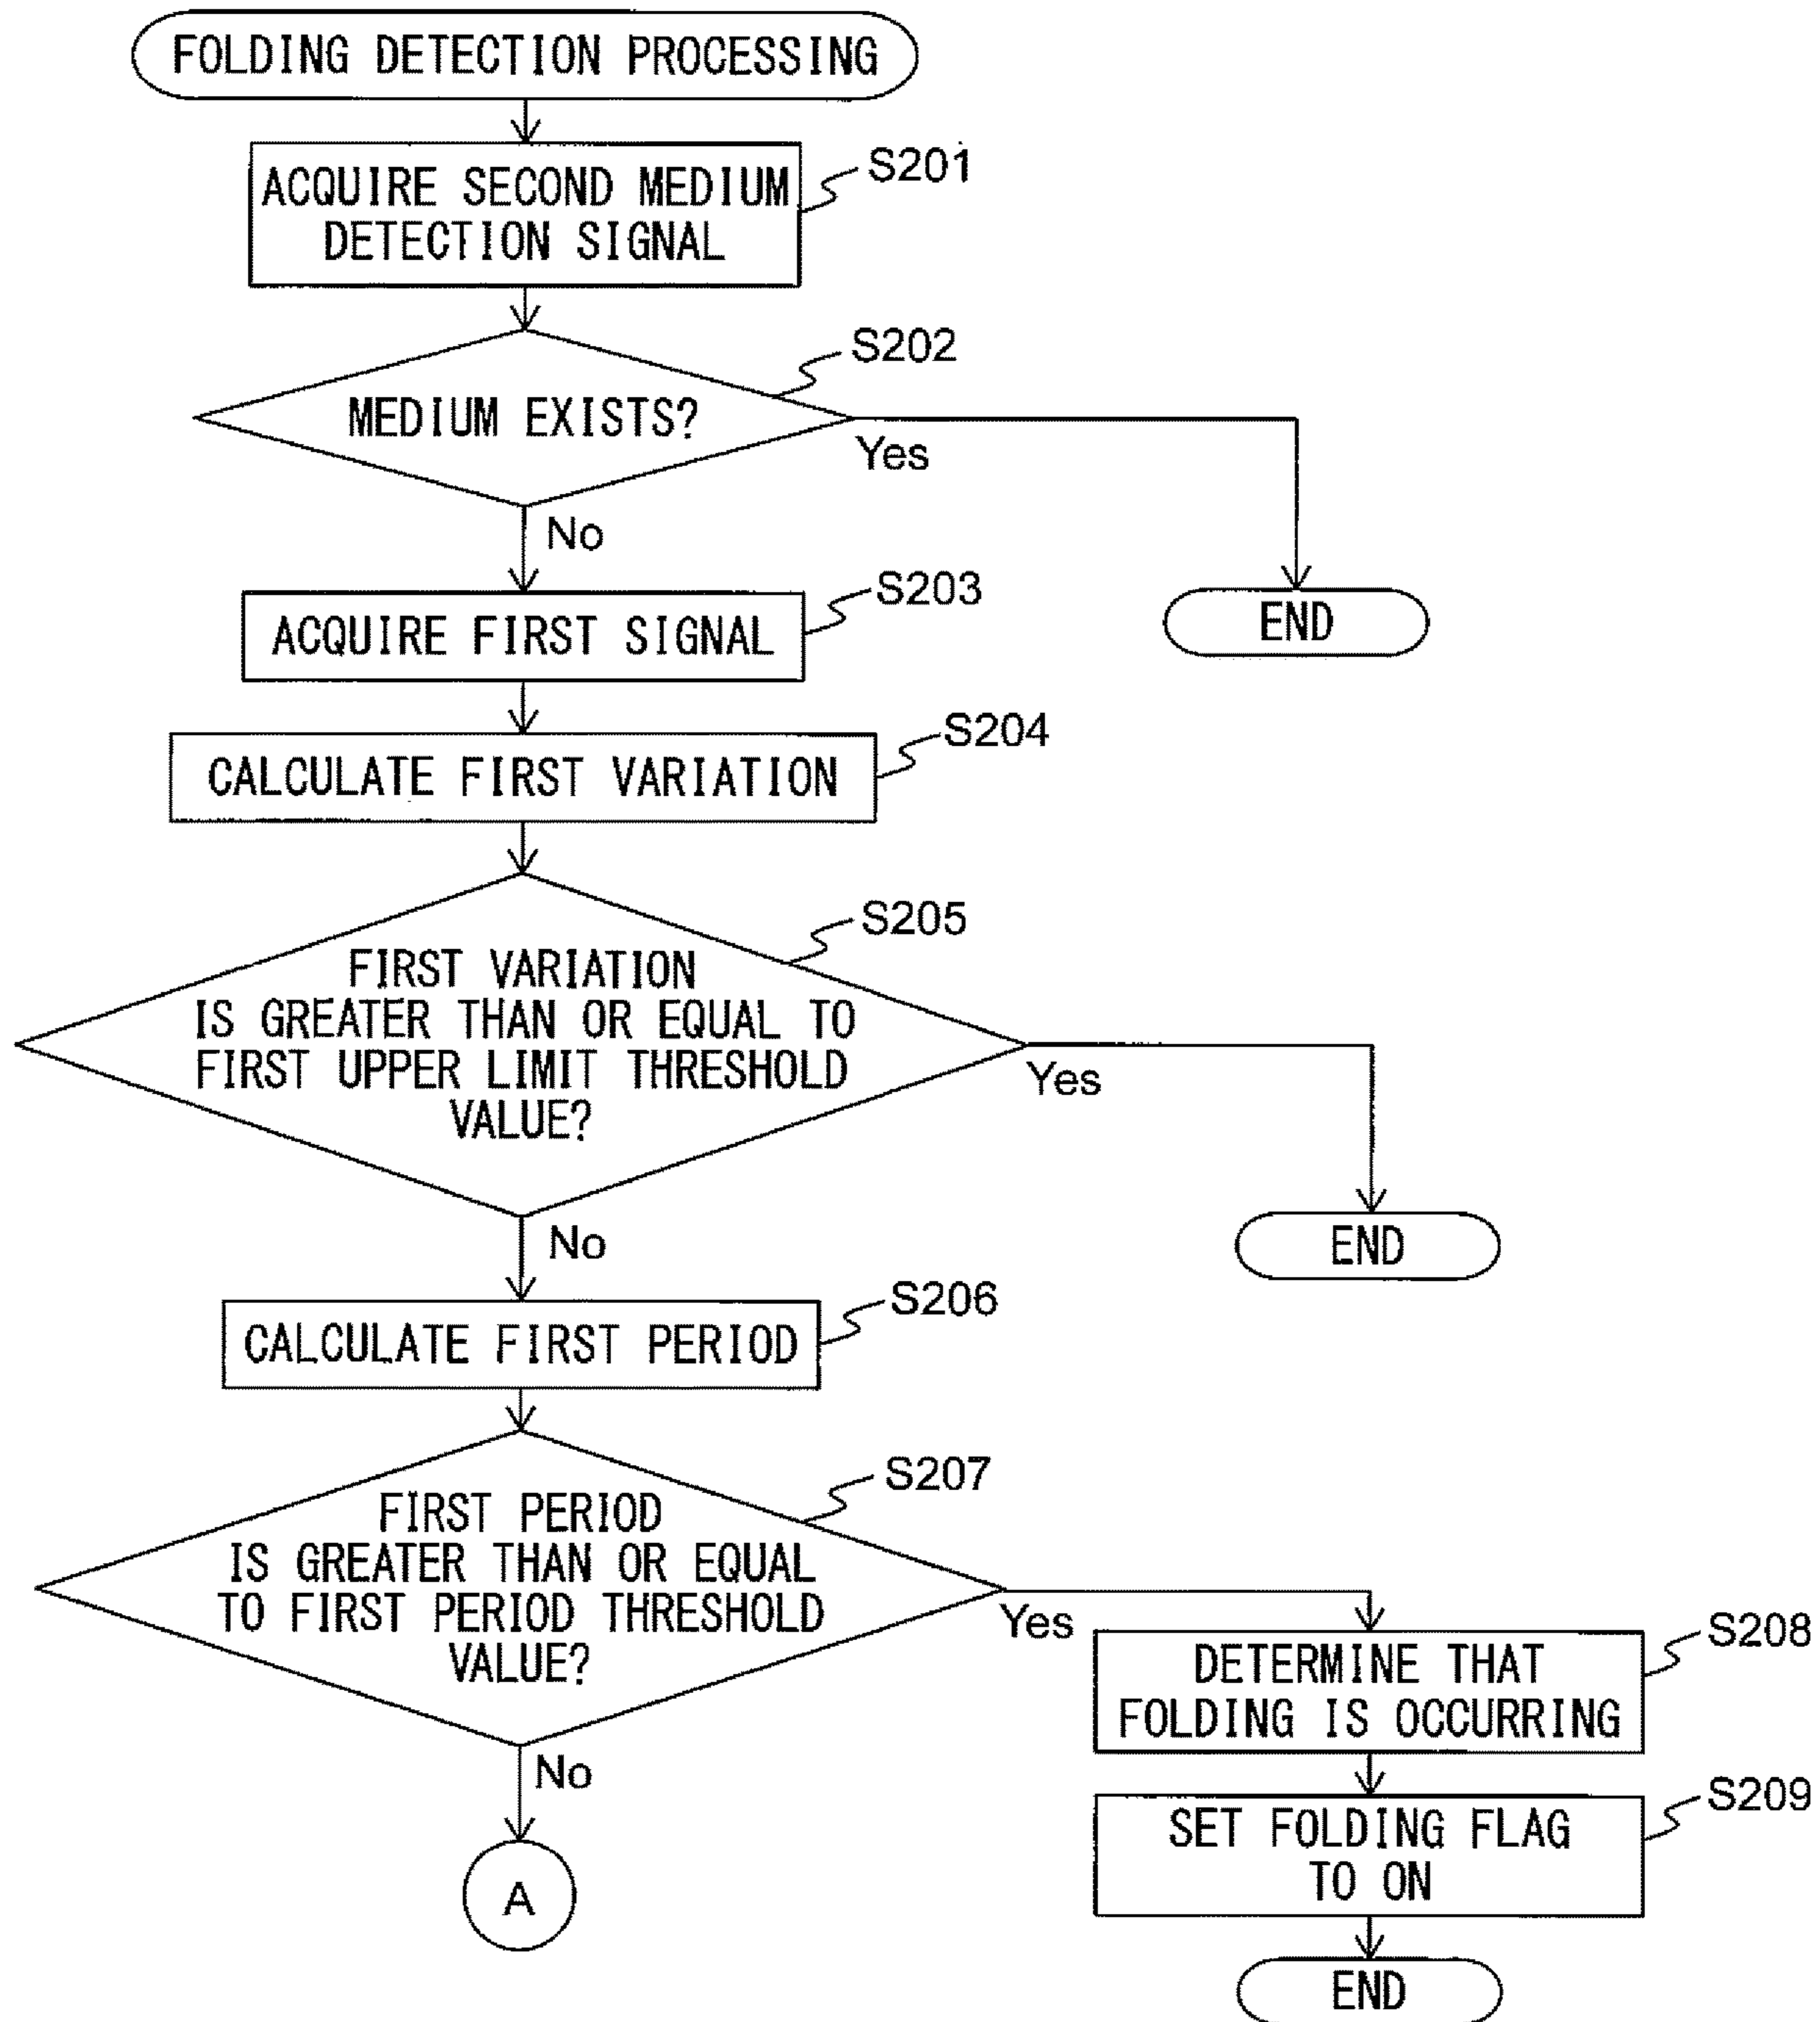 FOLDING DETECTION PROCESSING
S201
ACQUIRE SECOND MEDIUM
DETECTION SIGNAL
S202
MEDIUM EXISTS?
Yes
No
END
S203
ACQUIRE FIRST SIGNAL
S204
CALCULATE FIRST VARIATION
S205
FIRST VARIATION
IS GREATER THAN OR EQUAL TO
FIRST UPPER LIMIT THRESHOLD
VALUE?
Yes
No
END
S206
CALCULATE FIRST PERIOD
S207
FIRST PERIOD
IS GREATER THAN OR EQUAL
TO FIRST PERIOD THRESHOLD
VALUE?
Yes
No
S208
DETERMINE THAT
FOLDING IS OCCURRING
S209
SET FOLDING FLAG
TO ON
A
END